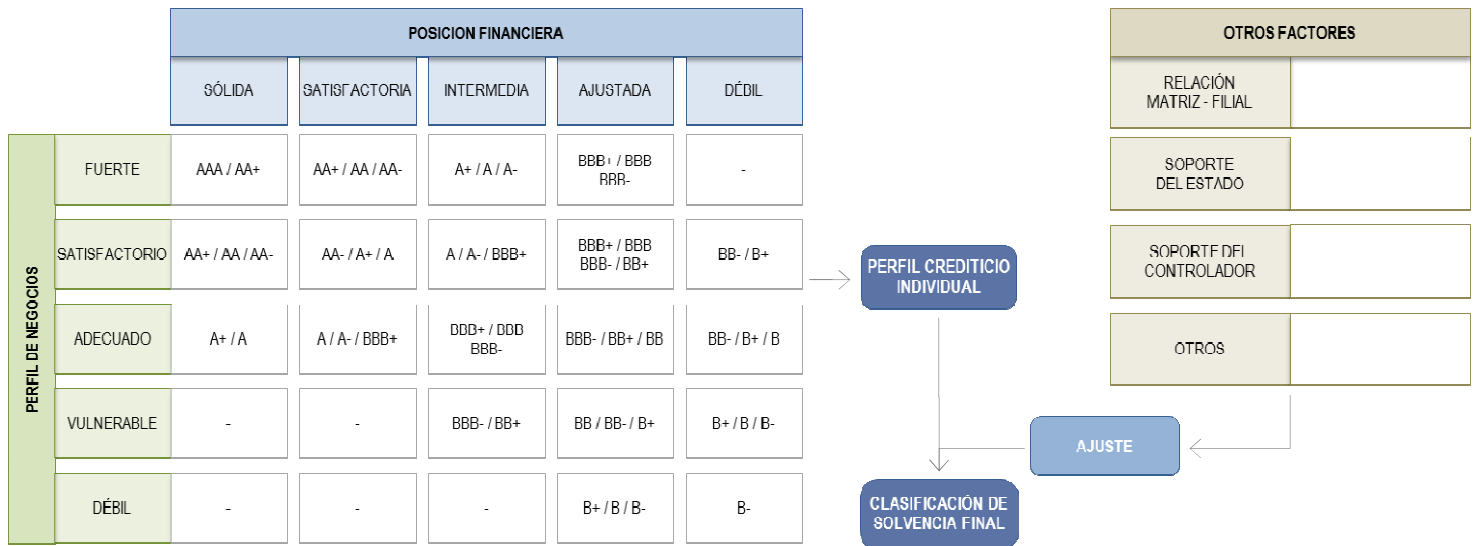 POSICION FINANCIERA
SÓLIDA
SATISFACTORIA
INTERMEDIA
AJUSTADA
DÉBIL
PERFIL DE NEGOCIOS
FUERTE
AAA / AA+
AA+ / AA / AA-
A+ / A / A-
BBB+ / BBB
BBB-
-
SATISFACTORIO
AA+ / AA / AA-
AA- / A+ / A
A / A- / BBB+
BBB+ / BBB
BBB- / BB+
BB- / B+
ADECUADO
A+ / A
A / A- / BBB+
BBB+ / BBB
BBB-
BBB- / BB+ / BB
BB- / B+ / B
VULNERABLE
-
-
BBB- / BB+
BB / BB- / B+
B+ / B / B-
DÉBIL
-
-
-
B+ / B / B-
B-
PERFIL CREDITICIO
INDIVIDUAL
CLASIFICACIÓN DE
SOLVENCIA FINAL
AJUSTE
OTROS FACTORES
RELACIÓN
MATRIZ - FILIAL
SOPORTE
DEL ESTADO
SOPORTE DEL
CONTROLADOR
OTROS